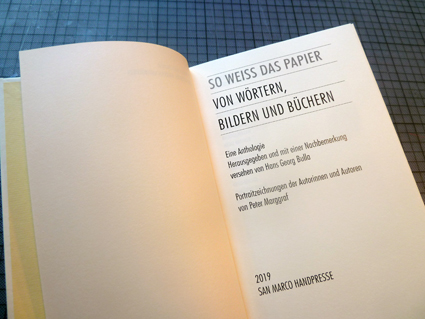 SO WEISS DAS PAPIER
VON WÖRTERN,
BILDERN UND BÜCHERN
Eine Anthologie
Herausgegeben und mit einer Nachbemerkung
versehen von Hans Georg Bulla
Portraitzeichnungen der Autorinnen und Autoren
von Peter Marggraf
2019
SAN MARCO HANDPRESSE